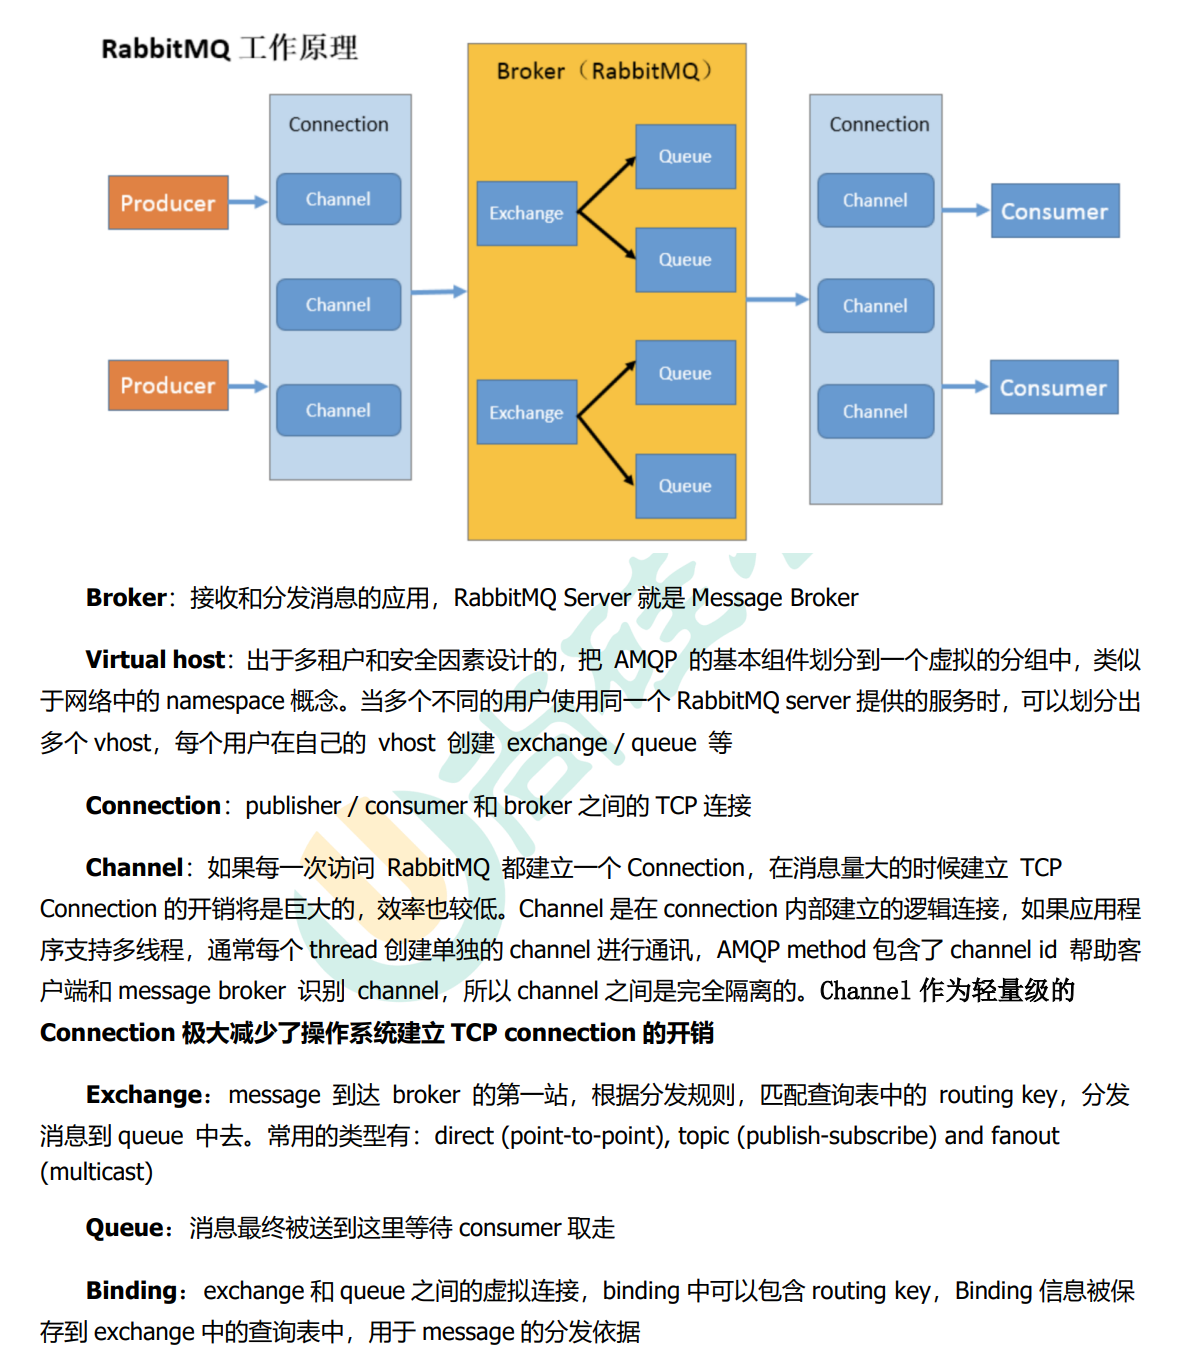 RabbitMQ 工作原理
Broker（RabbitMQ）
Connection
Connection
Producer
Channel
Channel
Producer
Channel
Exchange
Queue
Queue
Exchange
Queue
Queue
Channel
Channel
Channel
Consumer
Consumer
Broker：接收和分发消息的应用，RabbitMQ Server 就是 Message Broker
Virtual host：出于多租户和安全因素设计的，把 AMQP 的基本组件划分到一个虚拟的分组中，类似
于网络中的 namespace 概念。当多个不同的用户使用同一个 RabbitMQ server 提供的服务时，可以划分出
多个 vhost，每个用户在自己的 vhost 创建 exchange / queue 等
Connection：publisher / consumer 和 broker 之间的 TCP 连接
Channel：如果每一次访问 RabbitMQ 都建立一个 Connection，在消息量大的时候建立 TCP
Connection 的开销将是巨大的，效率也较低。Channel 是在 connection 内部建立的逻辑连接，如果应用程
序支持多线程，通常每个 thread 创建单独的 channel 进行通讯，AMQP method 包含了 channel id 帮助客
户端和 message broker 识别 channel，所以 channel 之间是完全隔离的。Channel 作为轻量级的
Connection 极大减少了操作系统建立 TCP connection 的开销
Exchange：message 到达 broker 的第一站，根据分发规则，匹配查询表中的 routing key，分发
消息到 queue 中去。常用的类型有：direct (point-to-point), topic (publish-subscribe) and fanout
(multicast)
Queue：消息最终被送到这里等待 consumer 取走
Binding：exchange 和 queue 之间的虚拟连接，binding 中可以包含 routing key，Binding 信息被保
存到 exchange 中的查询表中，用于 message 的分发依据
尚硅